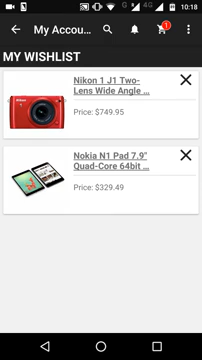 4G 10:18
My Accou... 1
MY WISHLIST
Nikon 1 J1 Two-
Lens Wide Angle ...
Price: $749.95
Nokia N1 Pad 7.9"
Quad-Core 64bit ...
Price: $329.49